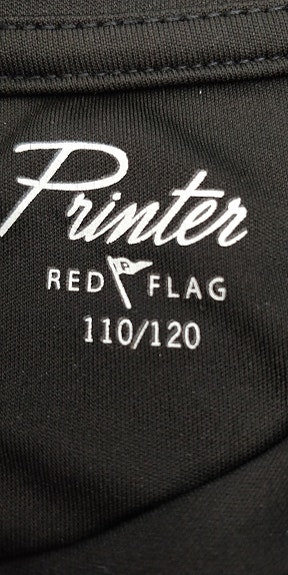 Printer
RED P FLAG
110/120